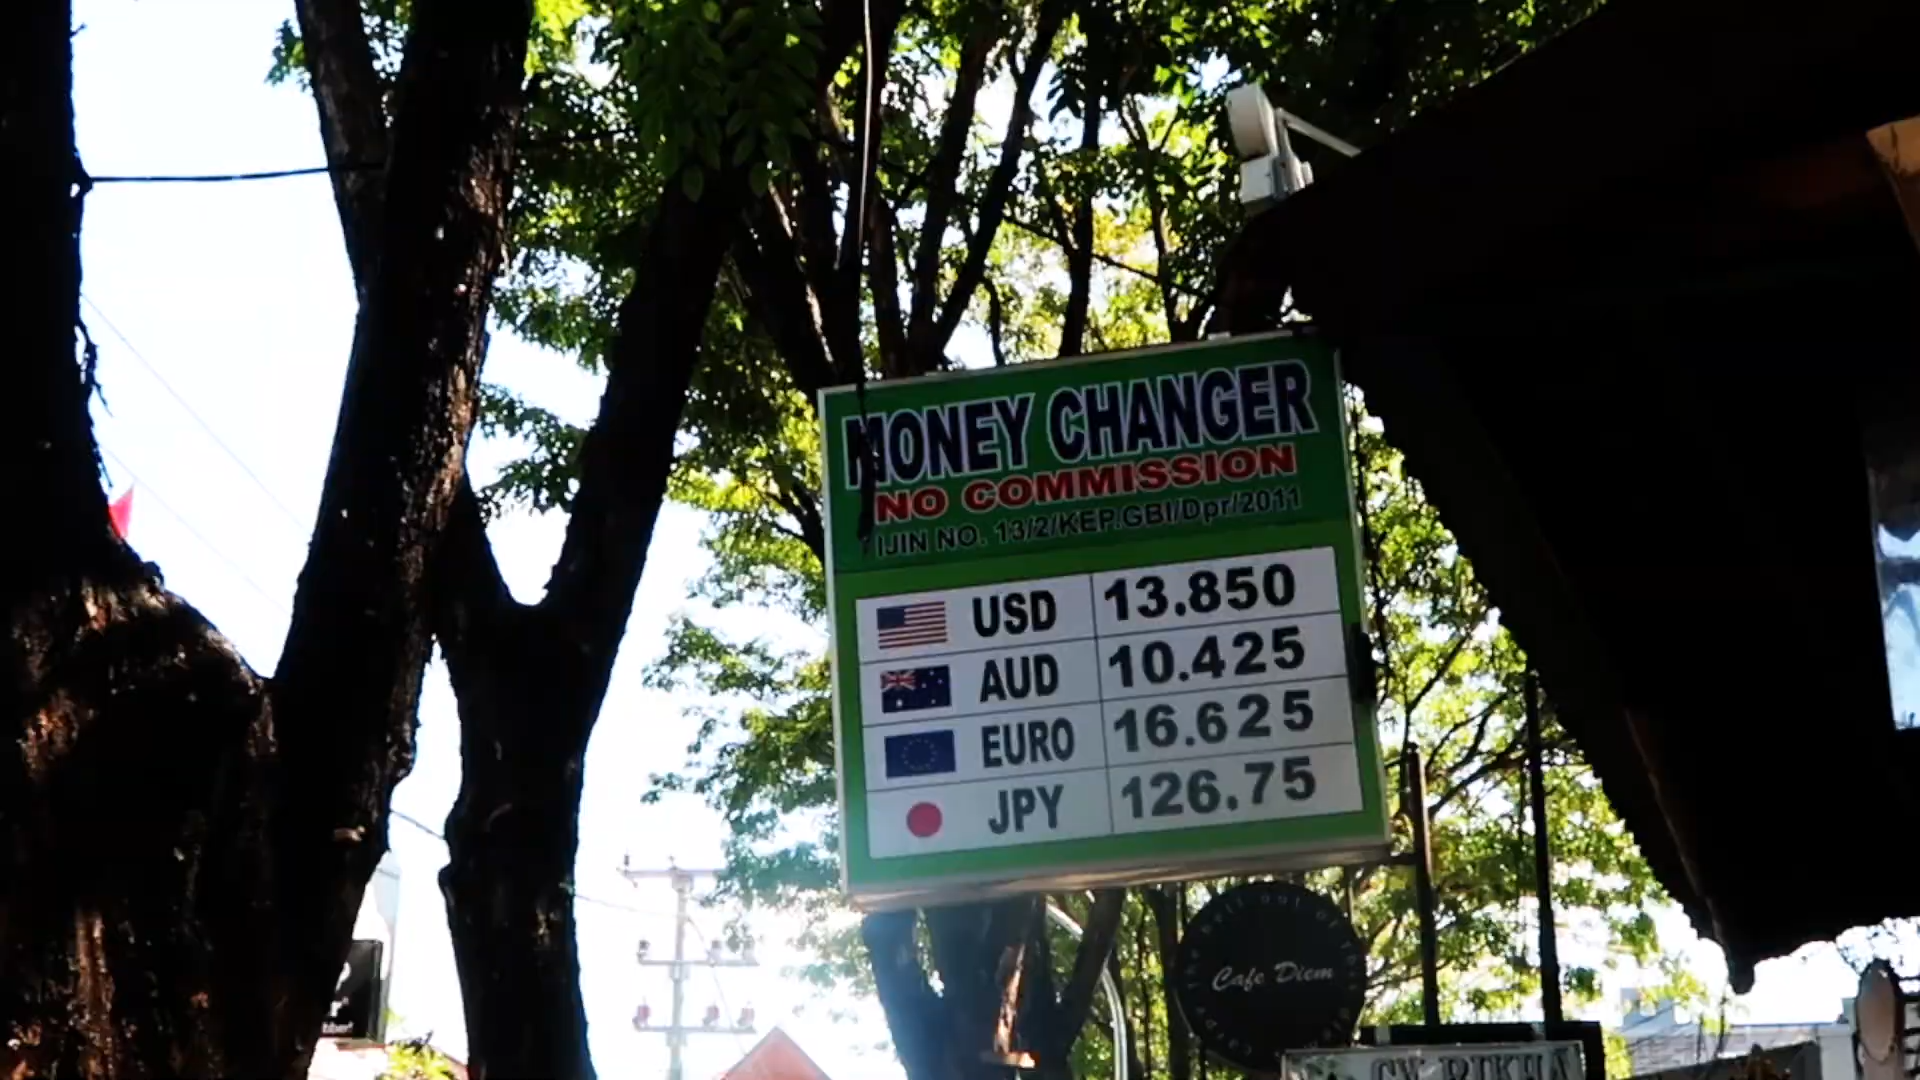 MONEY CHANGER
NO COMMISSION
IJIN NO. 13/2/KEP.GBI/Dpr/2011
USD 13.850
AUD 10.425
EURO 16.625
JPY 126.75
Cafe Diem